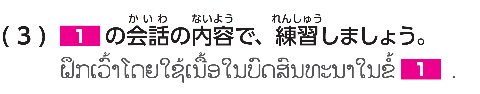 (3) 1 の会話の内容で、練習しましょう。
ຝຶກເວົ້າໂດຍໃຊ້ເນື້ອໃນບົດສົນທະນາໃນຂໍ້ 1 .